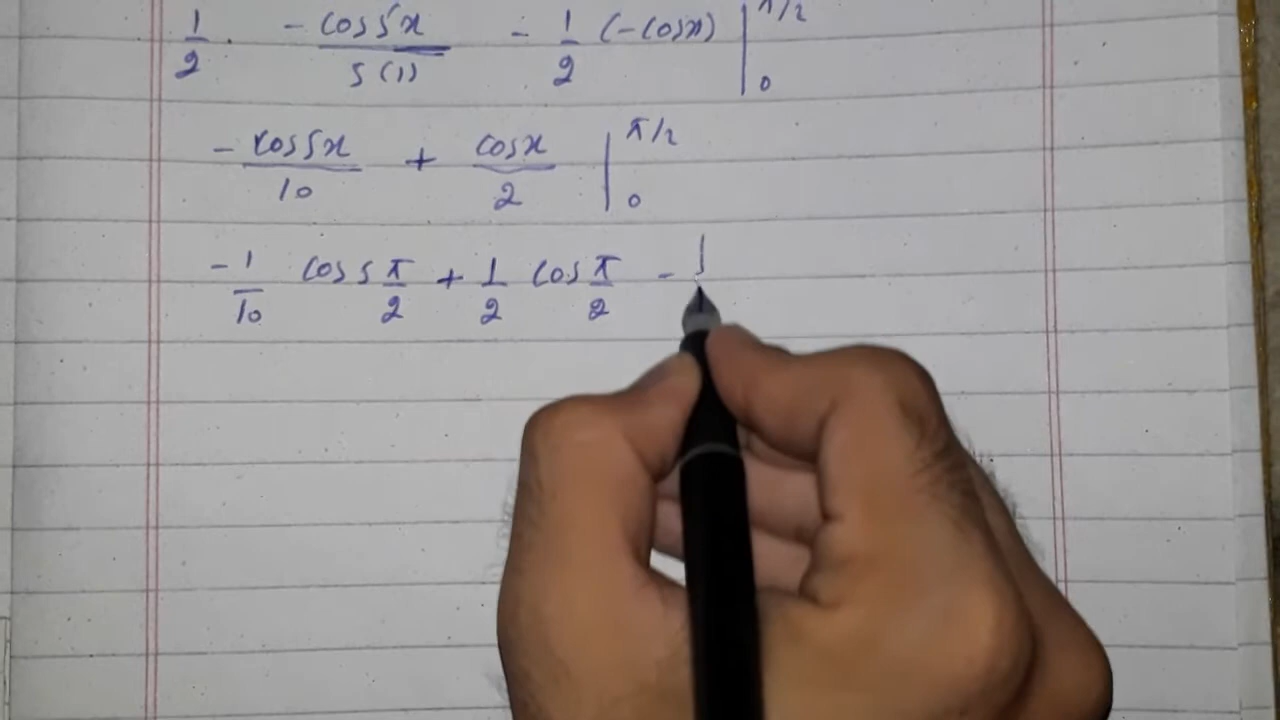 1/2 · -cos5x/5(1) - 1/2 (-cosx) | π/2 0
-cos5x/10 + cosx/2 | π/2 0
-1/10 cos5 π/2 + 1/2 cos π/2 - 1